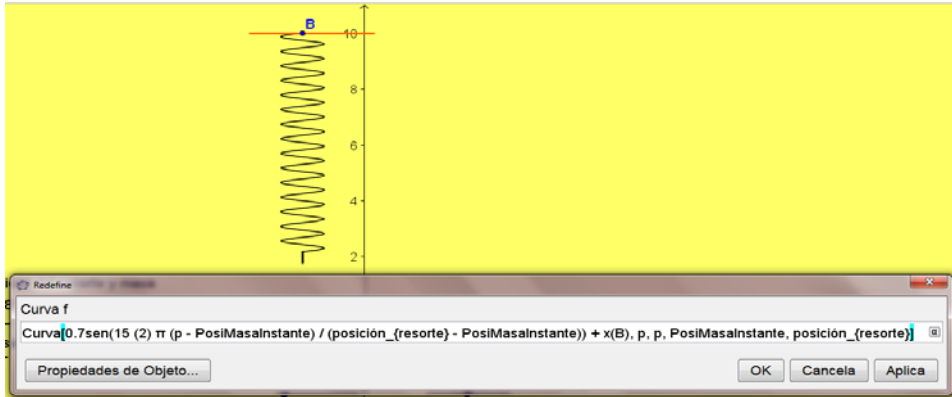 B
10
8
6
4
2
Redefine
Curva f
Curva[0.7sen(15 (2) π (p - PosiMasaInstante) / (posición_{resorte} - PosiMasaInstante)) + x(B), p, p, PosiMasaInstante, posición_{resorte}] α
Propiedades de Objeto... OK Cancela Aplica